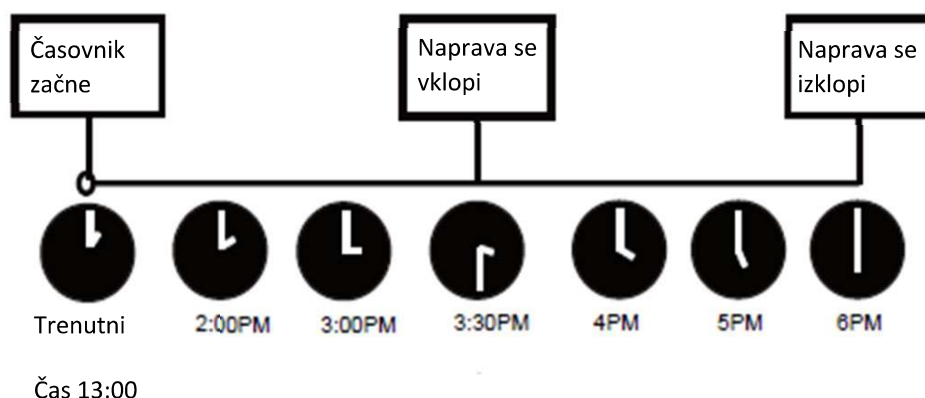 Časovnik
začne
Naprava se
vklopi
Naprava se
izklopi
Trenutni
2:00PM
3:00PM
3:30PM
4PM
5PM
6PM
Čas 13:00